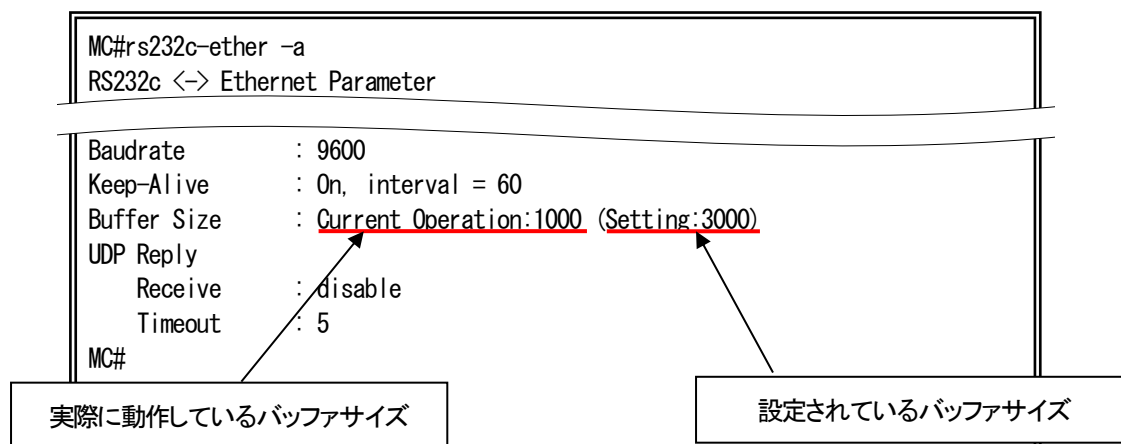 MC#rs232c-ether -a
RS232c <-> Ethernet Parameter
Baudrate : 9600
Keep-Alive : On, interval = 60
Buffer Size : Current Operation:1000 (Setting:3000)
UDP Reply
Receive : disable
Timeout : 5
MC#
実際に動作しているバッファサイズ
設定されているバッファサイズ